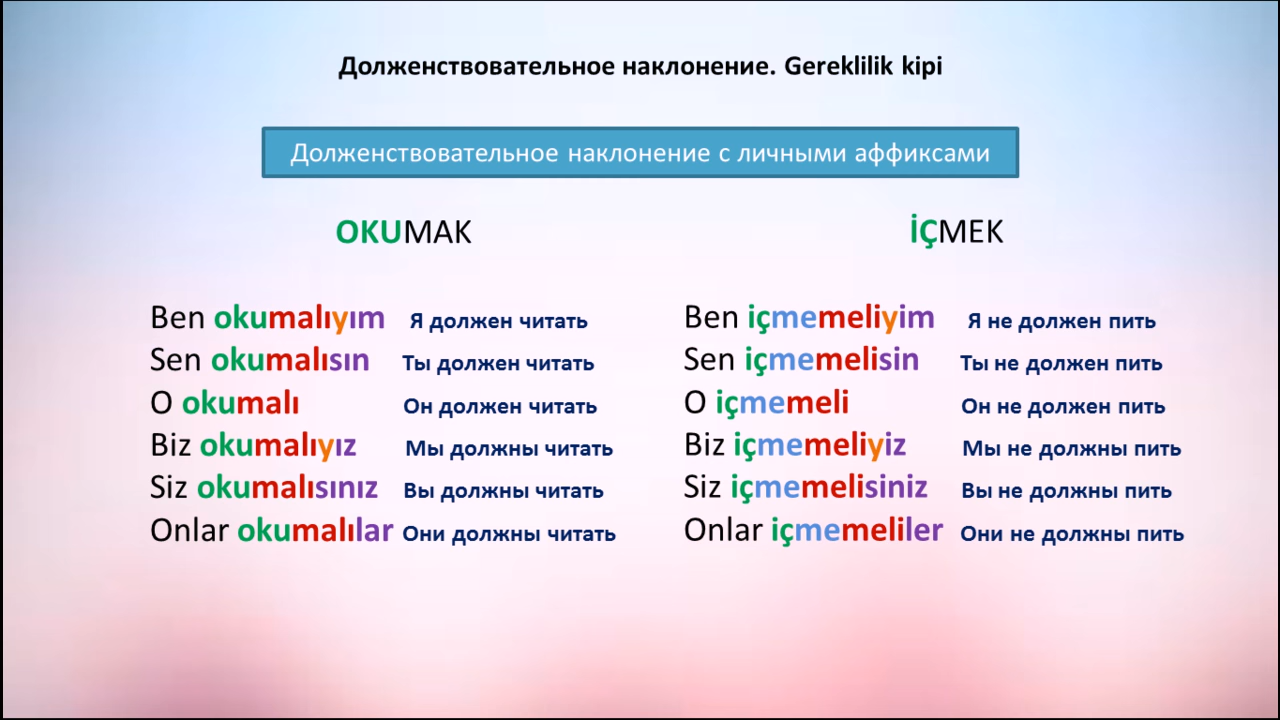 Долженствовательное наклонение. Gereklilik kipi
Долженствовательное наклонение с личными аффиксами
OKUMAK
Ben okumalıyım Я должен читать
Sen okumalısın Ты должен читать
O okumalı Он должен читать
Biz okumalıyız Мы должны читать
Siz okumalısınız Вы должны читать
Onlar okumalılar Они должны читать
İÇMEK
Ben içmemeliyim Я не должен пить
Sen içmemelisin Ты не должен пить
O içmemeli Он не должен пить
Biz içmemeliyiz Мы не должны пить
Siz içmemelisiniz Вы не должны пить
Onlar içmemeliler Они не должны пить